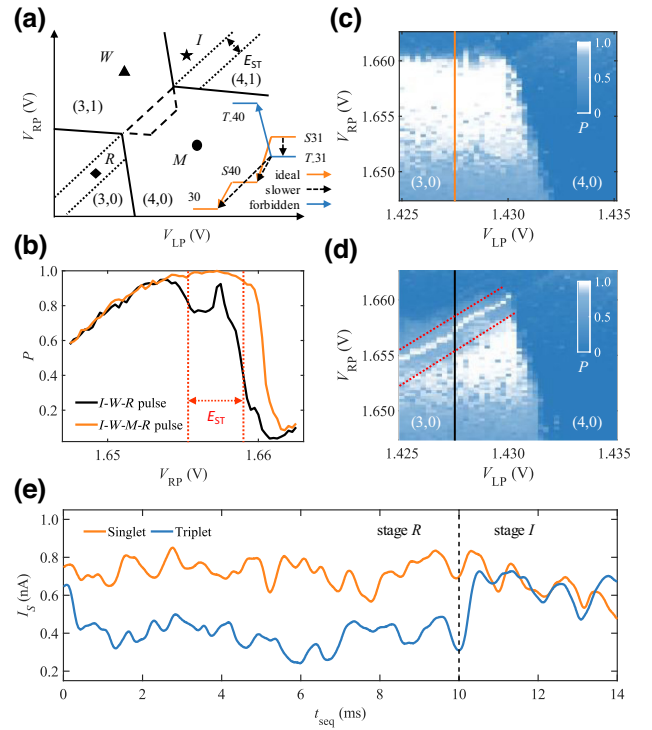 (a)
W
I
E_ST
(4,1)
(3,1)
V_RP (V)
T,40
S31
R
M
S40
T,31
ideal
30
slower
(3,0)
(4,0)
forbidden
V_LP (V)
(b)
1.0
0.8
0.6
0.4
0.2
P
I-W-R pulse
I-W-M-R pulse
E_ST
1.65
1.66
V_RP (V)
(c)
1.660
1.655
1.650
V_RP (V)
1.0
0.5
0
P
(3,0)
(4,0)
1.425
1.430
1.435
V_LP (V)
(d)
1.660
1.655
1.650
V_RP (V)
1.0
0.5
0
P
(3,0)
(4,0)
1.425
1.430
1.435
V_LP (V)
(e)
1.0
0.8
0.6
0.4
0.2
I_S (nA)
Singlet
Triplet
stage R
stage I
0
2
4
6
8
10
12
14
t_seq (ms)